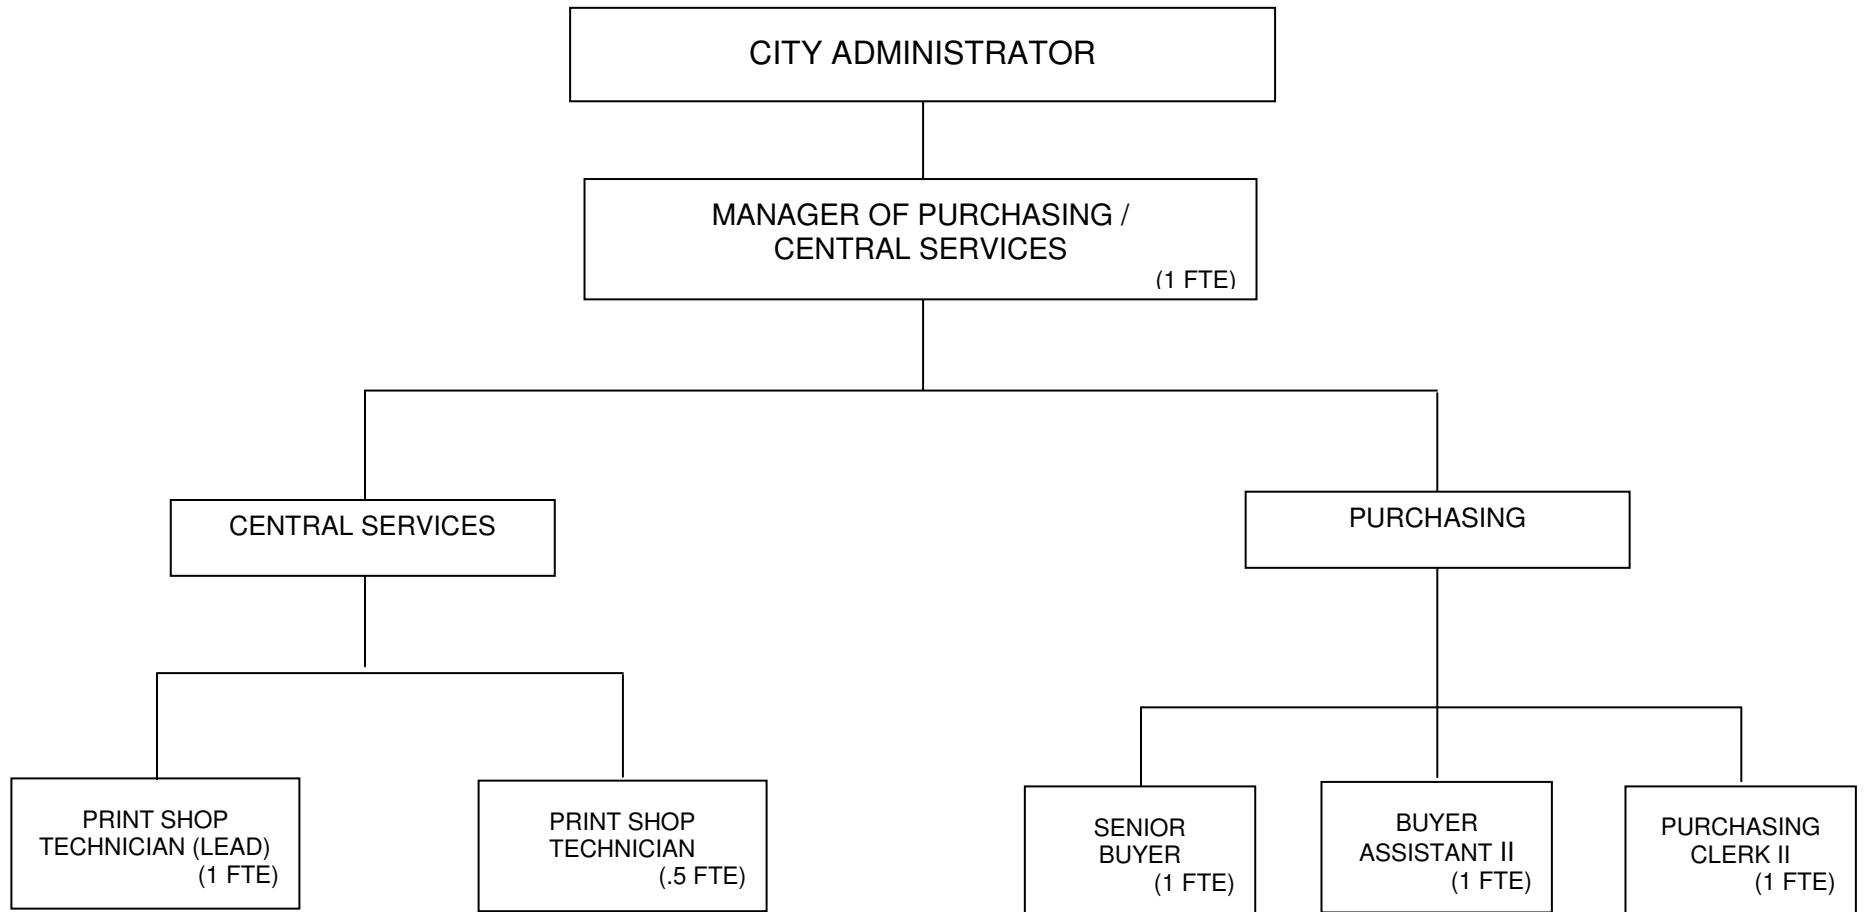 CITY ADMINISTRATOR
MANAGER OF PURCHASING /
CENTRAL SERVICES
(1 FTE)
CENTRAL SERVICES
PURCHASING
PRINT SHOP
TECHNICIAN (LEAD)
(1 FTE)
PRINT SHOP
TECHNICIAN
(.5 FTE)
SENIOR
BUYER
(1 FTE)
BUYER
ASSISTANT II
(1 FTE)
PURCHASING
CLERK II
(1 FTE)